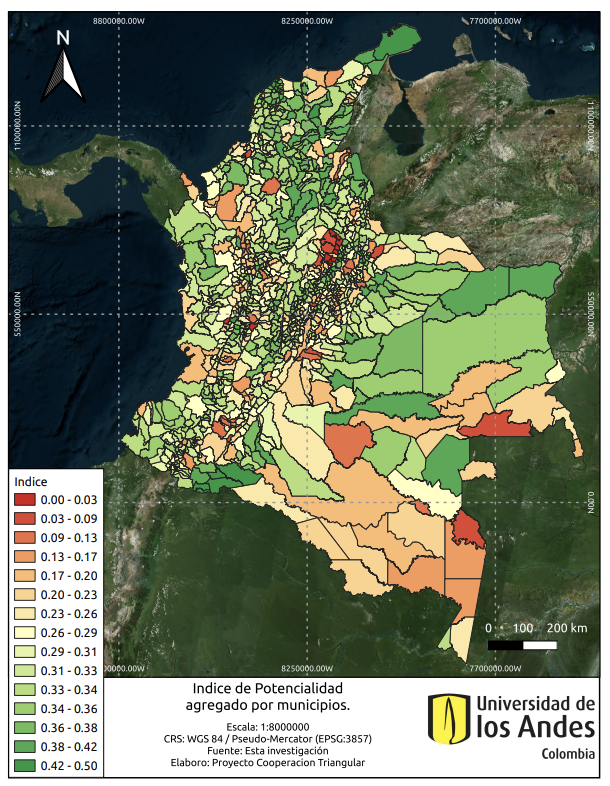 8800000.00W
8250000.00W
7700000.00W
N
1100000.00N
1100000.00N
550000.00N
550000.00N
0.00N
Indice
0.00 - 0.03
0.03 - 0.09
0.09 - 0.13
0.13 - 0.17
0.17 - 0.20
0.20 - 0.23
0.23 - 0.26
0.26 - 0.29
0.29 - 0.31
0.31 - 0.33
0.33 - 0.34
0.34 - 0.36
0.36 - 0.38
0.38 - 0.42
0.42 - 0.50
0 100 200 km
8250000.00W
7700000.00W
Indice de Potencialidad
agregado por municipios.
Escala: 1:8000000
CRS: WGS 84 / Pseudo-Mercator (EPSG:3857)
Fuente: Esta investigación
Elaboro: Proyecto Cooperacion Triangular
Universidad de
los Andes
Colombia